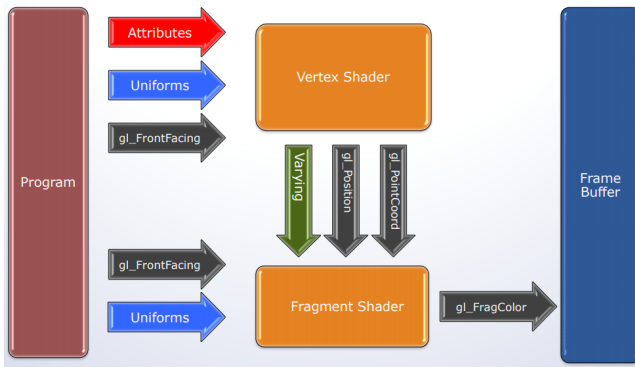 Program
Attributes
Uniforms
gl_FrontFacing
Vertex Shader
Varying
gl_Position
gl_PointCoord
gl_FrontFacing
Uniforms
Fragment Shader
gl_FragColor
Frame
Buffer